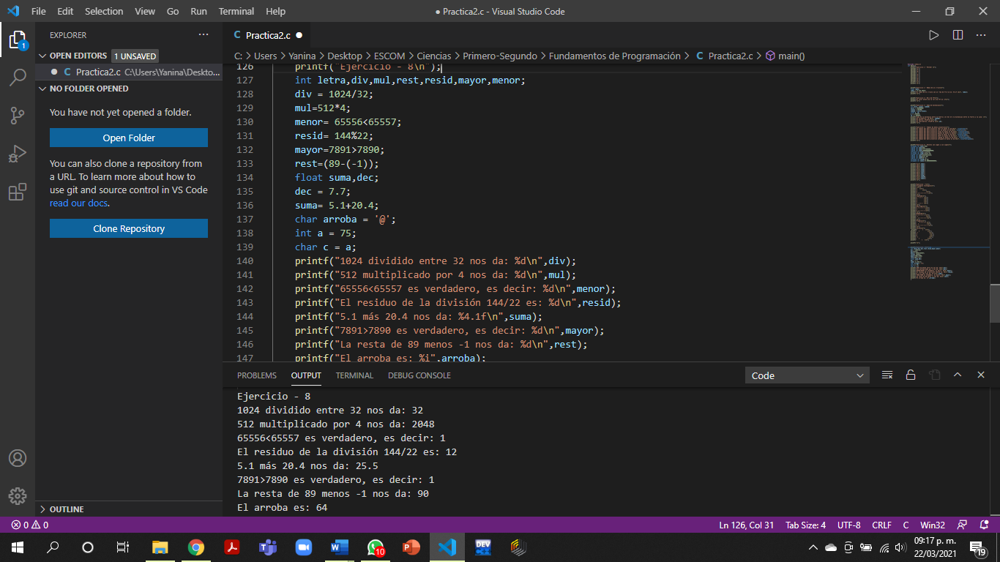 File Edit Selection View Go Run Terminal Help
● Practica2.c - Visual Studio Code
EXPLORER
OPEN EDITORS 1 UNSAVED
● C Practica2.c C:\Users\Yanina\Deskto...
NO FOLDER OPENED
You have not yet opened a folder.
Open Folder
You can also clone a repository from
a URL. To learn more about how to
use git and source control in VS Code
read our docs.
Clone Repository
OUTLINE
1
C Practica2.c ●
C: > Users > Yanina > Desktop > ESCOM > Ciencias > Primero-Segundo > Fundamentos de Programación > C Practica2.c > main()
126 printf("Ejercicio - 8\n");
127 int letra,div,mul,rest,resid,mayor,menor;
128 div = 1024/32;
129 mul=512*4;
130 menor= 65556<65557;
131 resid= 144%22;
132 mayor=7891>7890;
133 rest=(89-(-1));
134 float suma,dec;
135 dec = 7.7;
136 suma= 5.1+20.4;
137 char arroba = '@';
138 int a = 75;
139 char c = a;
140 printf("1024 dividido entre 32 nos da: %d\n",div);
141 printf("512 multiplicado por 4 nos da: %d\n",mul);
142 printf("65556<65557 es verdadero, es decir: %d\n",menor);
143 printf("El residuo de la división 144/22 es: %d\n",resid);
144 printf("5.1 más 20.4 nos da: %4.1f\n",suma);
145 printf("7891>7890 es verdadero, es decir: %d\n",mayor);
146 printf("La resta de 89 menos -1 nos da: %d\n",rest);
147 printf("El arroba es: %i",arroba);
PROBLEMS OUTPUT TERMINAL DEBUG CONSOLE
Code
Ejercicio - 8
1024 dividido entre 32 nos da: 32
512 multiplicado por 4 nos da: 2048
65556<65557 es verdadero, es decir: 1
El residuo de la división 144/22 es: 12
5.1 más 20.4 nos da: 25.5
7891>7890 es verdadero, es decir: 1
La resta de 89 menos -1 nos da: 90
El arroba es: 64
0 0
Ln 126, Col 31 Tab Size: 4 UTF-8 CRLF C Win32
10
DEV
09:17 p. m.
22/03/2021
19